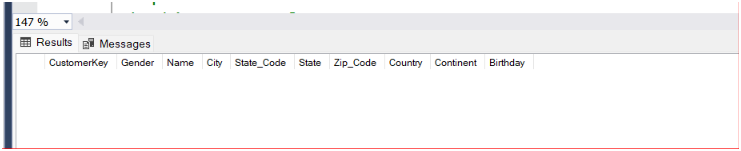 147 %
Results Messages
CustomerKey Gender Name City State_Code State Zip_Code Country Continent Birthday